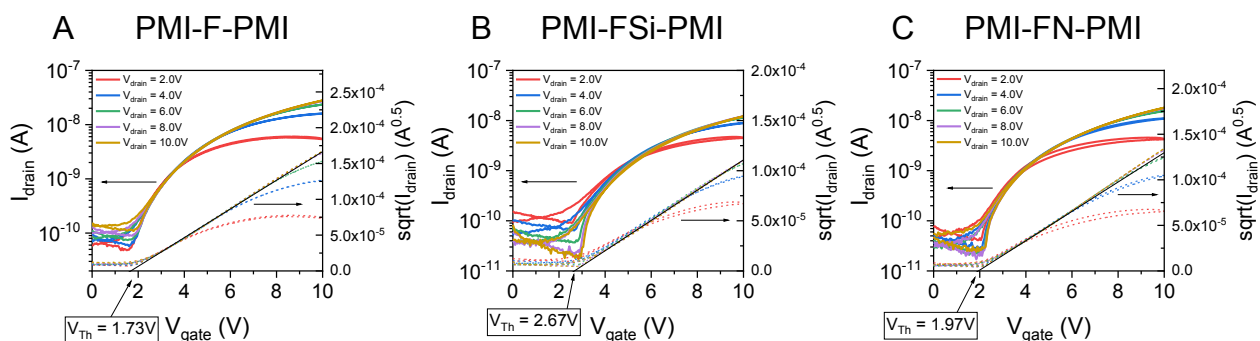 A PMI-F-PMI
10⁻⁷
10⁻⁸
10⁻⁹
10⁻¹⁰
I_drain (A)
V_drain = 2.0V
V_drain = 4.0V
V_drain = 6.0V
V_drain = 8.0V
V_drain = 10.0V
2.5x10⁻⁴
2.0x10⁻⁴
1.5x10⁻⁴
1.0x10⁻⁴
5.0x10⁻⁵
0.0
sqrt(I_drain) (A^0.5)
0 2 4 6 8 10
V_Th = 1.73V
V_gate (V)
B PMI-FSi-PMI
10⁻⁷
10⁻⁸
10⁻⁹
10⁻¹⁰
10⁻¹¹
I_drain (A)
V_drain = 2.0V
V_drain = 4.0V
V_drain = 6.0V
V_drain = 8.0V
V_drain = 10.0V
2.0x10⁻⁴
1.5x10⁻⁴
1.0x10⁻⁴
5.0x10⁻⁵
0.0
sqrt(I_drain) (A^0.5)
0 2 4 6 8 10
V_Th = 2.67V
V_gate (V)
C PMI-FN-PMI
10⁻⁷
10⁻⁸
10⁻⁹
10⁻¹⁰
10⁻¹¹
I_drain (A)
V_drain = 2.0V
V_drain = 4.0V
V_drain = 6.0V
V_drain = 8.0V
V_drain = 10.0V
2.0x10⁻⁴
1.5x10⁻⁴
1.0x10⁻⁴
5.0x10⁻⁵
0.0
sqrt(I_drain) (A^0.5)
0 2 4 6 8 10
V_Th = 1.97V
V_gate (V)